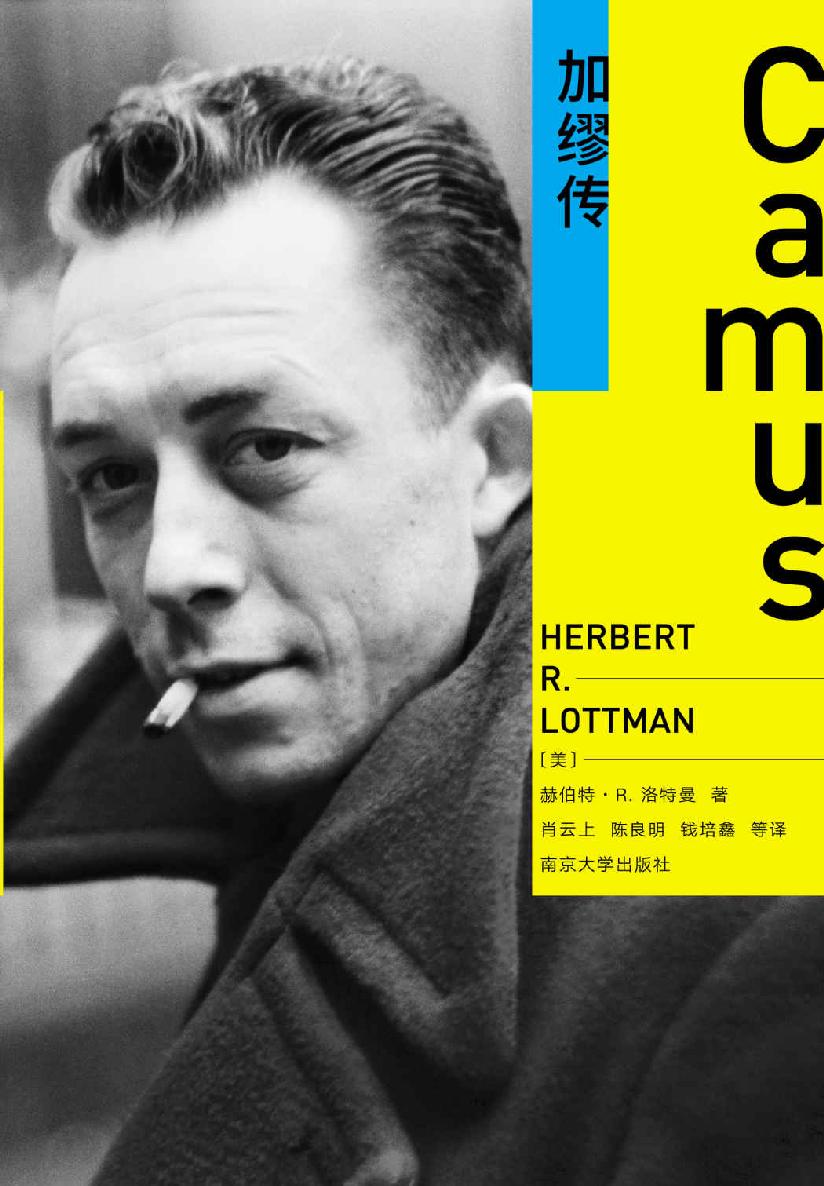 加缪传
Camus
HERBERT
R.
LOTTMAN
[美]
赫伯特·R. 洛特曼 著
肖云上 陈良明 钱培鑫 等译
南京大学出版社